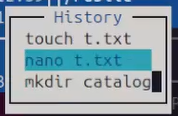 History
touch t.txt
nano t.txt
mkdir catalog